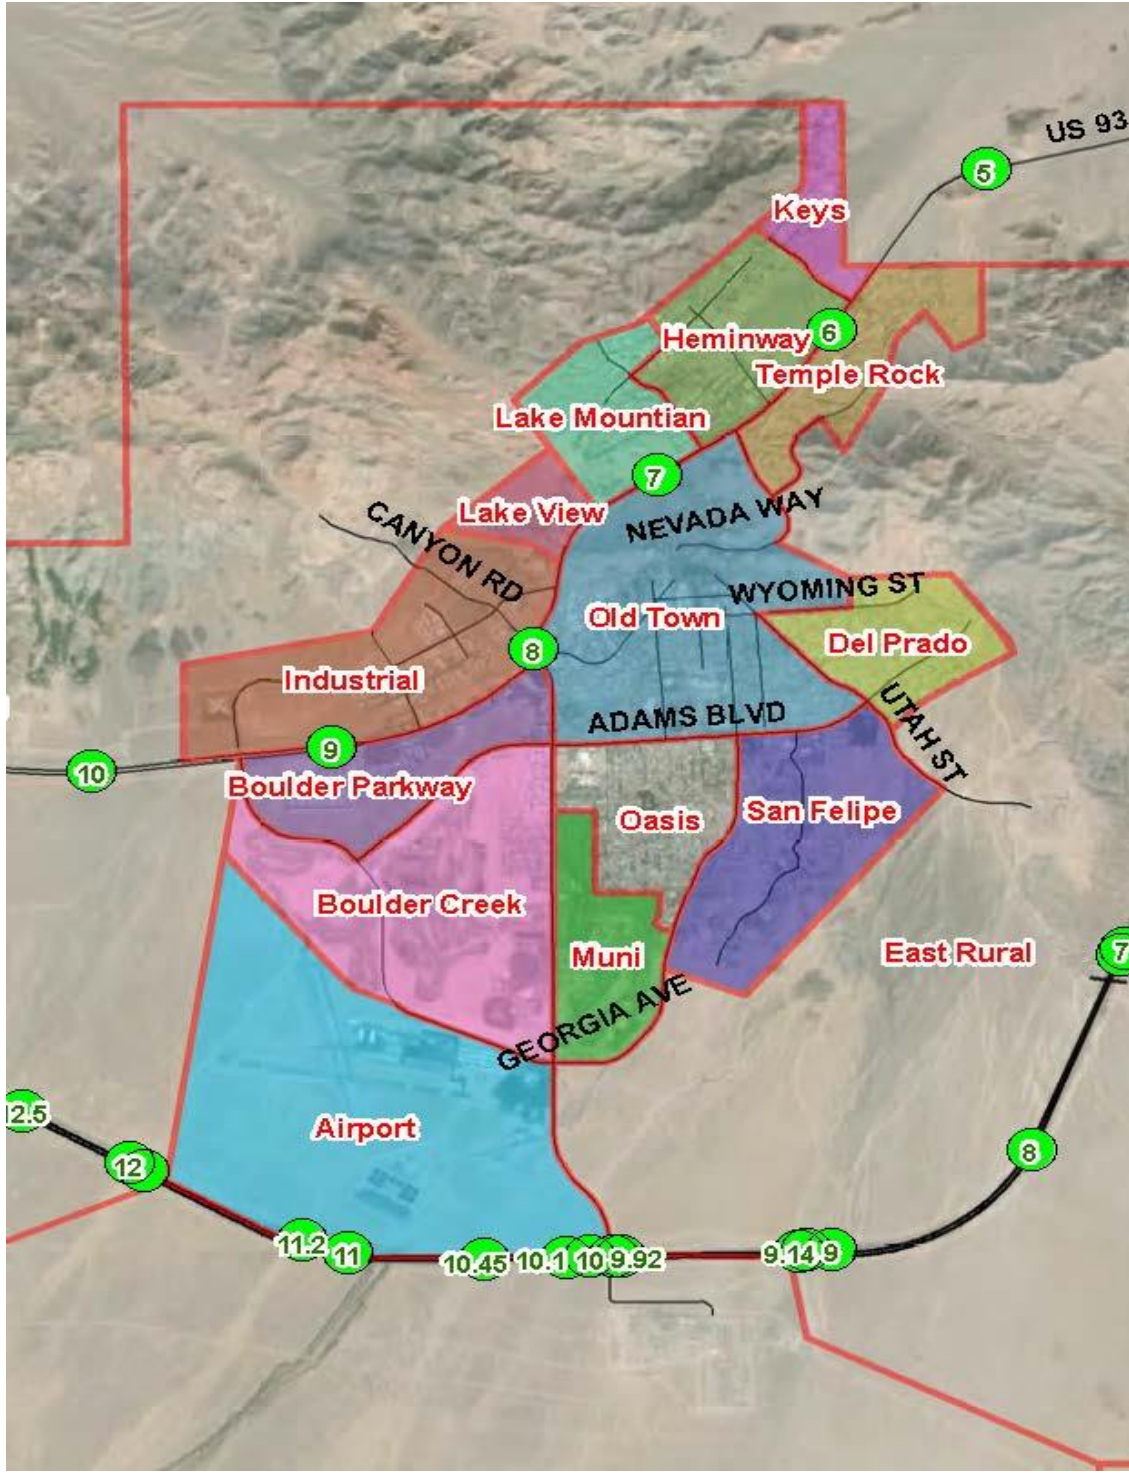 US 93
5
Keys
6
Heminway
Temple Rock
Lake Mountian
7
Lake View
NEVADA WAY
CANYON RD
WYOMING ST
Old Town
Del Prado
8
Industrial
ADAMS BLVD
UTAH ST
9
10
Boulder Parkway
Oasis
San Felipe
Boulder Creek
Muni
East Rural
7
GEORGIA AVE
12.5
Airport
8
12
11.2
11
10.45
10.1
10
9.92
9.14
9